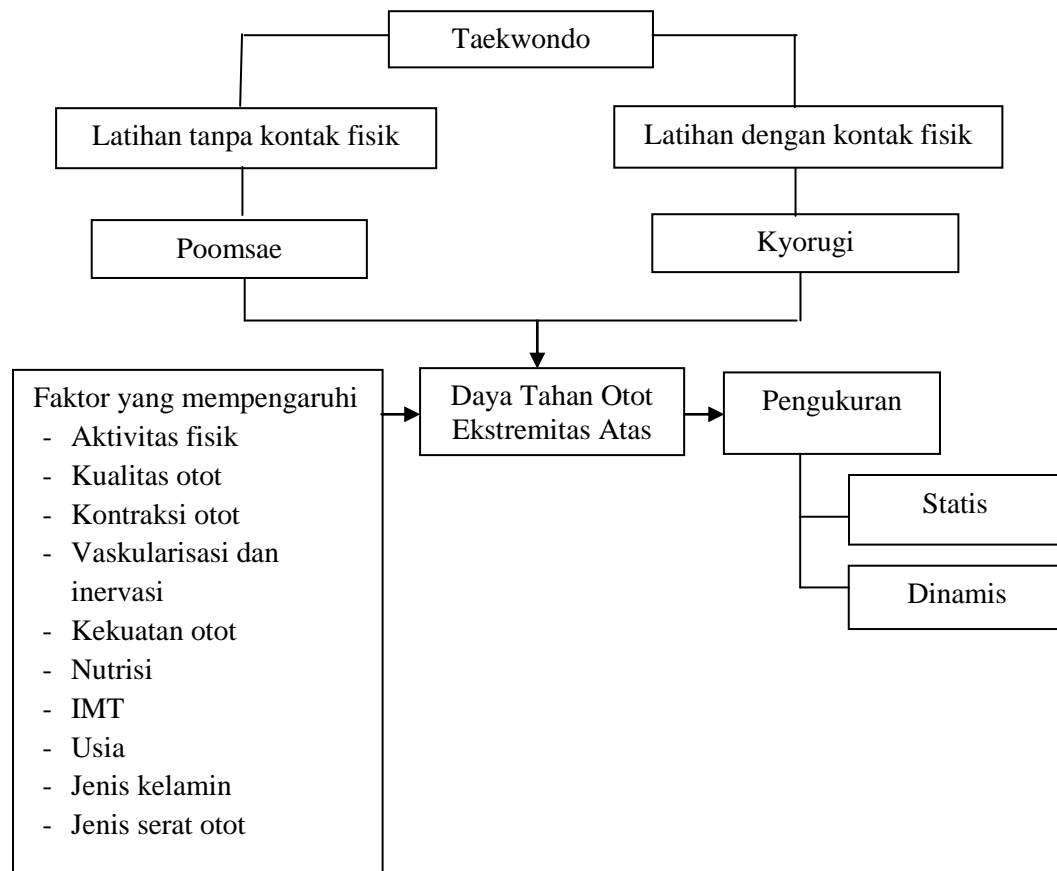 Taekwondo
Latihan tanpa kontak fisik
Latihan dengan kontak fisik
Poomsae
Kyorugi
Faktor yang mempengaruhi
- Aktivitas fisik
- Kualitas otot
- Kontraksi otot
- Vaskularisasi dan
inervasi
- Kekuatan otot
- Nutrisi
- IMT
- Usia
- Jenis kelamin
- Jenis serat otot
Daya Tahan Otot
Ekstremitas Atas
Pengukuran
Statis
Dinamis